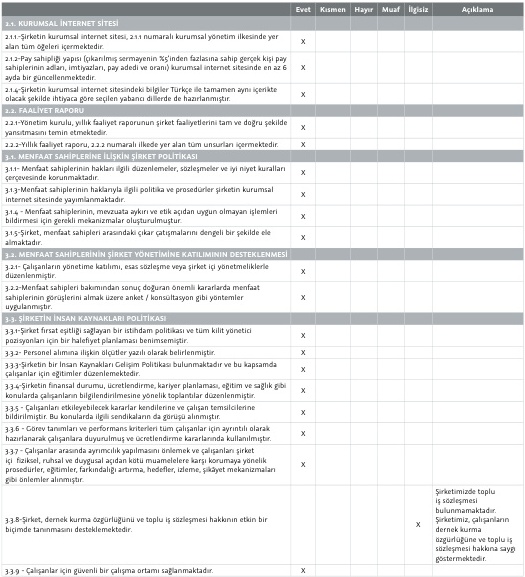 Evet Kısmen Hayır Muaf İlgisiz Açıklama
2.1. KURUMSAL İNTERNET SİTESİ
2.1.1.-Şirketin kurumsal internet sitesi, 2.1.1 numaralı kurumsal yönetim ilkesinde yer
alan tüm öğeleri içermektedir. X
2.1.2-Pay sahipliği yapısı (çıkarılmış sermayenin %5'inden fazlasına sahip gerçek kişi pay
sahiplerinin adları, imtiyazları, pay adedi ve oranı) kurumsal internet sitesinde en az 6
ayda bir güncellenmektedir. X
2.1.4-Şirketin kurumsal internet sitesindeki bilgiler Türkçe ile tamamen aynı içerikte
olacak şekilde ihtiyaca göre seçilen yabancı dillerde de hazırlanmıştır. X
2.2. FAALİYET RAPORU
2.2.1-Yönetim kurulu, yıllık faaliyet raporunun şirket faaliyetlerini tam ve doğru şekilde
yansıtmasını temin etmektedir. X
2.2.2-Yıllık faaliyet raporu, 2.2.2 numaralı ilkede yer alan tüm unsurları içermektedir. X
3.1. MENFAAT SAHİPLERİNE İLİŞKİN ŞİRKET POLİTİKASI
3.1.1- Menfaat sahiplerinin hakları ilgili düzenlemeler, sözleşmeler ve iyi niyet kuralları
çerçevesinde korunmaktadır. X
3.1.3-Menfaat sahiplerinin haklarıyla ilgili politika ve prosedürler şirketin kurumsal
internet sitesinde yayımlanmaktadır. X
3.1.4 - Menfaat sahiplerinin, mevzuata aykırı ve etik açıdan uygun olmayan işlemleri
bildirmesi için gerekli mekanizmalar oluşturulmuştur. X
3.1.5-Şirket, menfaat sahipleri arasındaki çıkar çatışmalarını dengeli bir şekilde ele
almaktadır. X
3.2. MENFAAT SAHİPLERİNİN ŞİRKET YÖNETİMİNE KATILIMININ DESTEKLENMESİ
3.2.1- Çalışanların yönetime katılımı, esas sözleşme veya şirket içi yönetmeliklerle
düzenlenmiştir. X
3.2.2-Menfaat sahipleri bakımından sonuç doğuran önemli kararlarda menfaat
sahiplerinin görüşlerini almak üzere anket / konsültasyon gibi yöntemler
uygulanmıştır. X
3.3. ŞİRKETİN İNSAN KAYNAKLARI POLİTİKASI
3.3.1-Şirket fırsat eşitliği sağlayan bir istihdam politikası ve tüm kilit yönetici
pozisyonları için bir halefiyet planlaması benimsemiştir. X
3.3.2- Personel alımına ilişkin ölçütler yazılı olarak belirlenmiştir. X
3.3.3-Şirketin bir İnsan Kaynakları Gelişim Politikası bulunmaktadır ve bu kapsamda
çalışanlar için eğitimler düzenlemektedir. X
3.3.4-Şirketin finansal durumu, ücretlendirme, kariyer planlaması, eğitim ve sağlık gibi
konularda çalışanların bilgilendirilmesine yönelik toplantılar düzenlenmiştir. X
3.3.5 - Çalışanları etkileyebilecek kararlar kendilerine ve çalışan temsilcilerine
bildirilmiştir. Bu konularda ilgili sendikaların da görüşü alınmıştır. X
3.3.6 - Görev tanımları ve performans kriterleri tüm çalışanlar için ayrıntılı olarak
hazırlanarak çalışanlara duyurulmuş ve ücretlendirme kararlarında kullanılmıştır. X
3.3.7 - Çalışanlar arasında ayrımcılık yapılmasını önlemek ve çalışanları şirket
içi fiziksel, ruhsal ve duygusal açıdan kötü muamelelere karşı korumaya yönelik
prosedürler, eğitimler, farkındalığı artırma, hedefler, izleme, şikâyet mekanizmaları
gibi önlemler alınmıştır. X
3.3.8-Şirket, dernek kurma özgürlüğünü ve toplu iş sözleşmesi hakkının etkin bir
biçimde tanınmasını desteklemektedir. X
Şirketimizde toplu
iş sözleşmesi
bulunmamaktadır.
Şirketimiz, çalışanların
dernek kurma
özgürlüğüne ve toplu iş
sözleşmesi hakkına saygı
göstermektedir.
3.3.9 - Çalışanlar için güvenli bir çalışma ortamı sağlanmaktadır. X